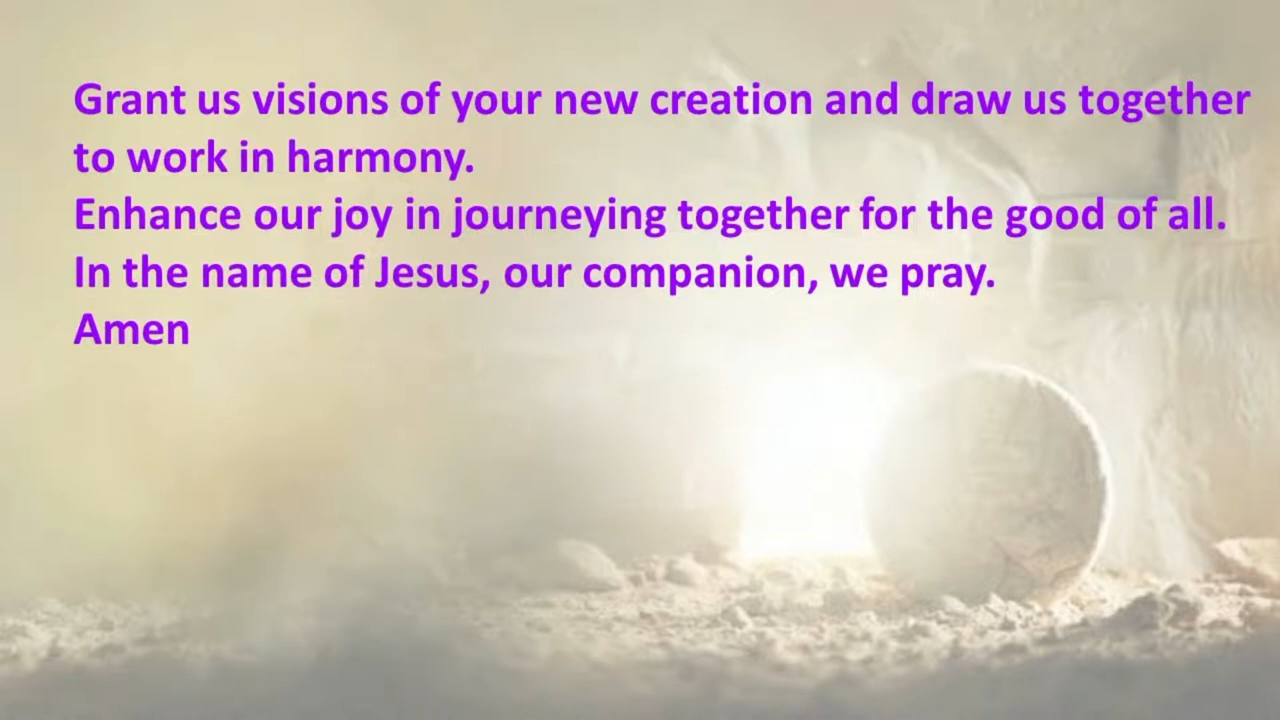 Grant us visions of your new creation and draw us together
to work in harmony.
Enhance our joy in journeying together for the good of all.
In the name of Jesus, our companion, we pray.
Amen